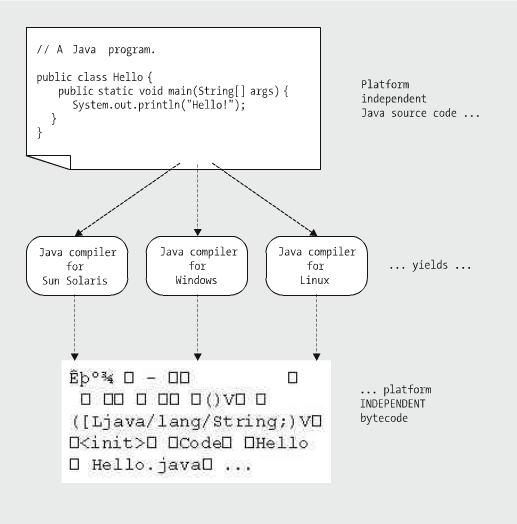 // A Java program.
public class Hello {
public static void main(String[] args) {
System.out.println("Hello!");
}
}
Platform
independent
Java source code ...
Java compiler
for
Sun Solaris
Java compiler
for
Windows
Java compiler
for
Linux
... yields ...
Êþº¾ □ - □□ □
□ □□ □ □□ □()V□ □
([Ljava/lang/String;)V□
□<init>□ □Code□ □Hello
□ Hello.java□ ...
... platform
INDEPENDENT
bytecode